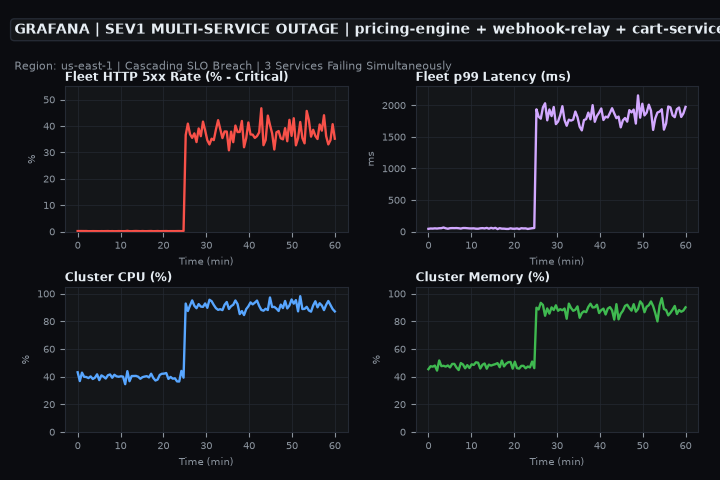 GRAFANA | SEV1 MULTI-SERVICE OUTAGE | pricing-engine + webhook-relay + cart-service
Region: us-east-1 | Cascading SLO Breach | 3 Services Failing Simultaneously
Fleet HTTP 5xx Rate (% - Critical)
50
40
30
20
10
0
%
0 10 20 30 40 50 60
Time (min)
Fleet p99 Latency (ms)
2000
1500
1000
500
0
ms
0 10 20 30 40 50 60
Time (min)
Cluster CPU (%)
100
80
60
40
20
0
%
0 10 20 30 40 50 60
Time (min)
Cluster Memory (%)
100
80
60
40
20
0
%
0 10 20 30 40 50 60
Time (min)